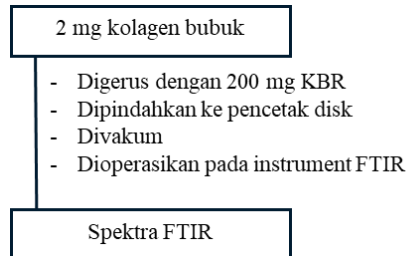 2 mg kolagen bubuk
- Digerus dengan 200 mg KBR
- Dipindahkan ke pencetak disk
- Divakum
- Dioperasikan pada instrument FTIR
Spektra FTIR